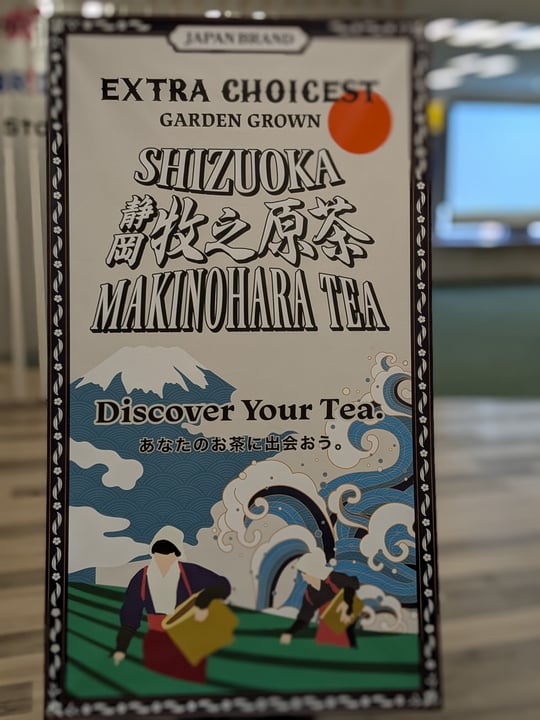 JAPAN BRAND
EXTRA CHOICEST
GARDEN GROWN
SHIZUOKA
静岡牧之原茶
MAKINOHARA TEA
Discover Your Tea.
あなたのお茶に出会おう。